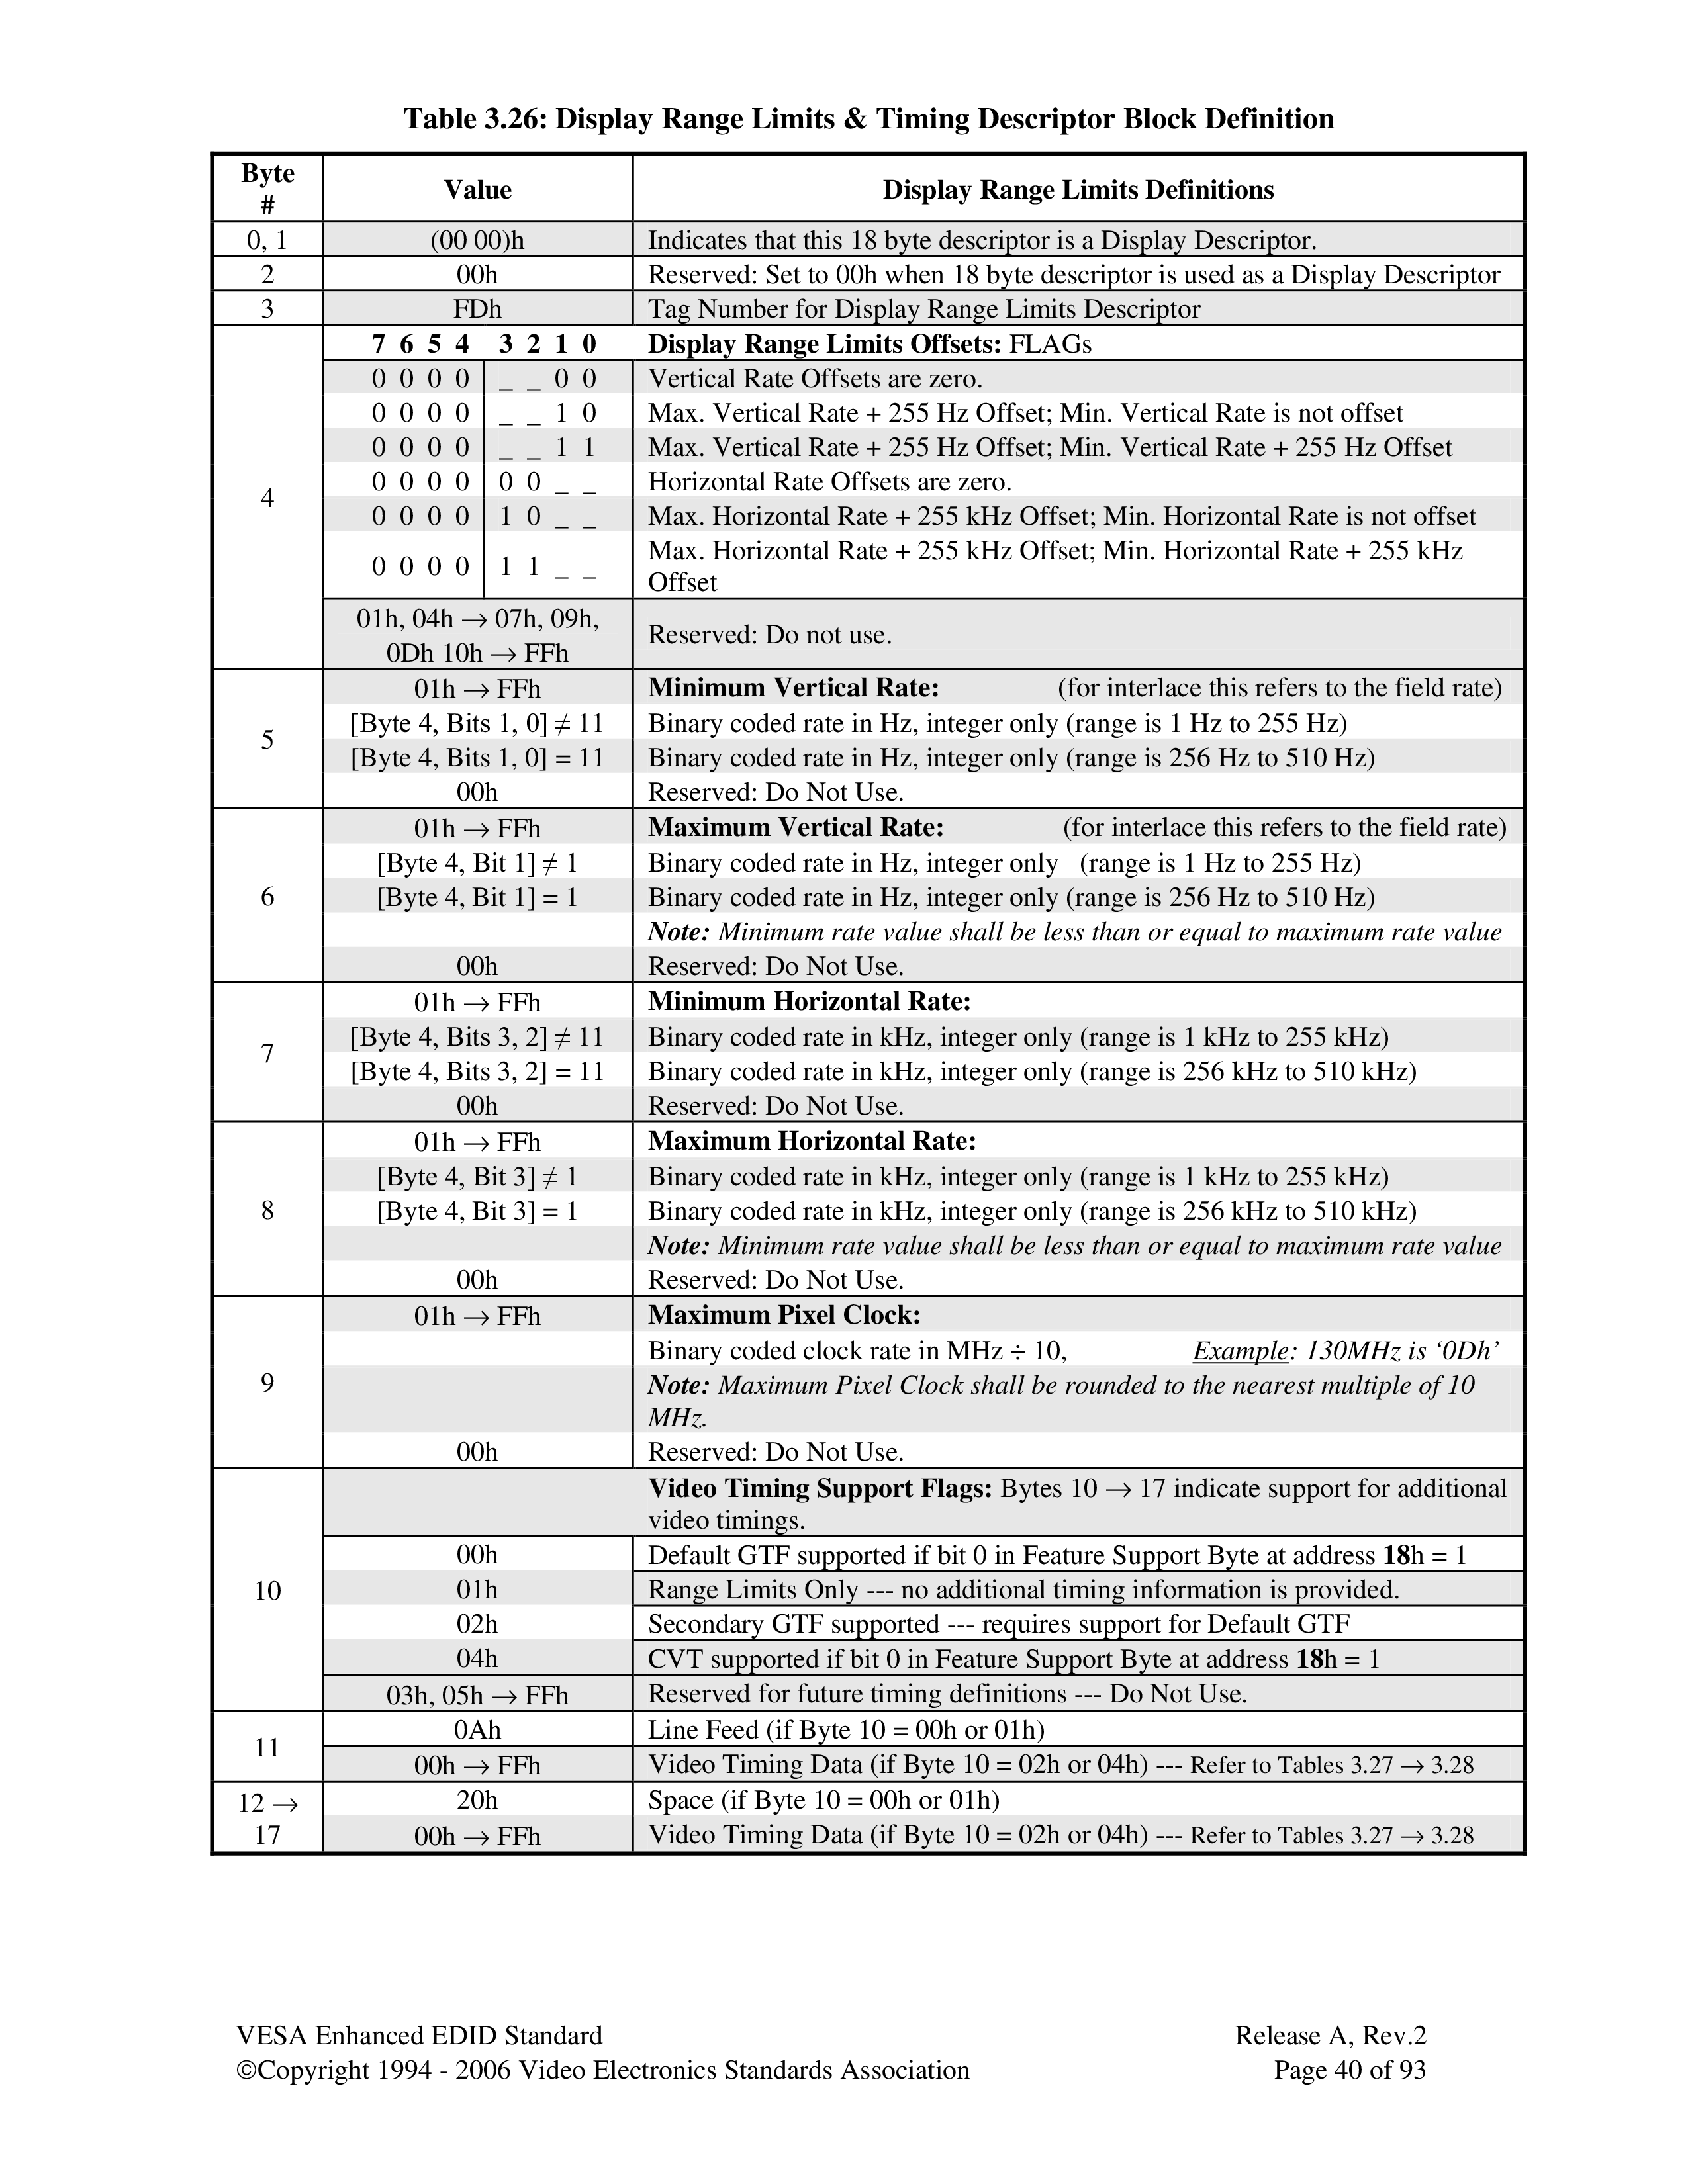 Table 3.26: Display Range Limits & Timing Descriptor Block Definition
Byte # Value Display Range Limits Definitions
0, 1 (00 00)h Indicates that this 18 byte descriptor is a Display Descriptor.
2 00h Reserved: Set to 00h when 18 byte descriptor is used as a Display Descriptor
3 FDh Tag Number for Display Range Limits Descriptor
4
7 6 5 4 3 2 1 0 Display Range Limits Offsets: FLAGs
0 0 0 0 _ _ 0 0 Vertical Rate Offsets are zero.
0 0 0 0 _ _ 1 0 Max. Vertical Rate + 255 Hz Offset; Min. Vertical Rate is not offset
0 0 0 0 _ _ 1 1 Max. Vertical Rate + 255 Hz Offset; Min. Vertical Rate + 255 Hz Offset
0 0 0 0 0 0 _ _ Horizontal Rate Offsets are zero.
0 0 0 0 1 0 _ _ Max. Horizontal Rate + 255 kHz Offset; Min. Horizontal Rate is not offset
0 0 0 0 1 1 _ _ Max. Horizontal Rate + 255 kHz Offset; Min. Horizontal Rate + 255 kHz
Offset
01h, 04h → 07h, 09h,
0Dh 10h → FFh
Reserved: Do not use.
5
01h → FFh Minimum Vertical Rate: (for interlace this refers to the field rate)
[Byte 4, Bits 1, 0] ≠ 11 Binary coded rate in Hz, integer only (range is 1 Hz to 255 Hz)
[Byte 4, Bits 1, 0] = 11 Binary coded rate in Hz, integer only (range is 256 Hz to 510 Hz)
00h Reserved: Do Not Use.
6
01h → FFh Maximum Vertical Rate: (for interlace this refers to the field rate)
[Byte 4, Bit 1] ≠ 1 Binary coded rate in Hz, integer only (range is 1 Hz to 255 Hz)
[Byte 4, Bit 1] = 1 Binary coded rate in Hz, integer only (range is 256 Hz to 510 Hz)
Note: Minimum rate value shall be less than or equal to maximum rate value
00h Reserved: Do Not Use.
7
01h → FFh Minimum Horizontal Rate:
[Byte 4, Bits 3, 2] ≠ 11 Binary coded rate in kHz, integer only (range is 1 kHz to 255 kHz)
[Byte 4, Bits 3, 2] = 11 Binary coded rate in kHz, integer only (range is 256 kHz to 510 kHz)
00h Reserved: Do Not Use.
8
01h → FFh Maximum Horizontal Rate:
[Byte 4, Bit 3] ≠ 1 Binary coded rate in kHz, integer only (range is 1 kHz to 255 kHz)
[Byte 4, Bit 3] = 1 Binary coded rate in kHz, integer only (range is 256 kHz to 510 kHz)
Note: Minimum rate value shall be less than or equal to maximum rate value
00h Reserved: Do Not Use.
9
01h → FFh Maximum Pixel Clock:
Binary coded clock rate in MHz ÷ 10, Example: 130MHz is ‘0Dh’
Note: Maximum Pixel Clock shall be rounded to the nearest multiple of 10
MHz.
00h Reserved: Do Not Use.
10
Video Timing Support Flags: Bytes 10 → 17 indicate support for additional
video timings.
00h Default GTF supported if bit 0 in Feature Support Byte at address 18h = 1
01h Range Limits Only --- no additional timing information is provided.
02h Secondary GTF supported --- requires support for Default GTF
04h CVT supported if bit 0 in Feature Support Byte at address 18h = 1
03h, 05h → FFh Reserved for future timing definitions --- Do Not Use.
11
0Ah Line Feed (if Byte 10 = 00h or 01h)
00h → FFh Video Timing Data (if Byte 10 = 02h or 04h) --- Refer to Tables 3.27 → 3.28
12 →
17
20h Space (if Byte 10 = 00h or 01h)
00h → FFh Video Timing Data (if Byte 10 = 02h or 04h) --- Refer to Tables 3.27 → 3.28
VESA Enhanced EDID Standard Release A, Rev.2
©Copyright 1994 - 2006 Video Electronics Standards Association Page 40 of 93